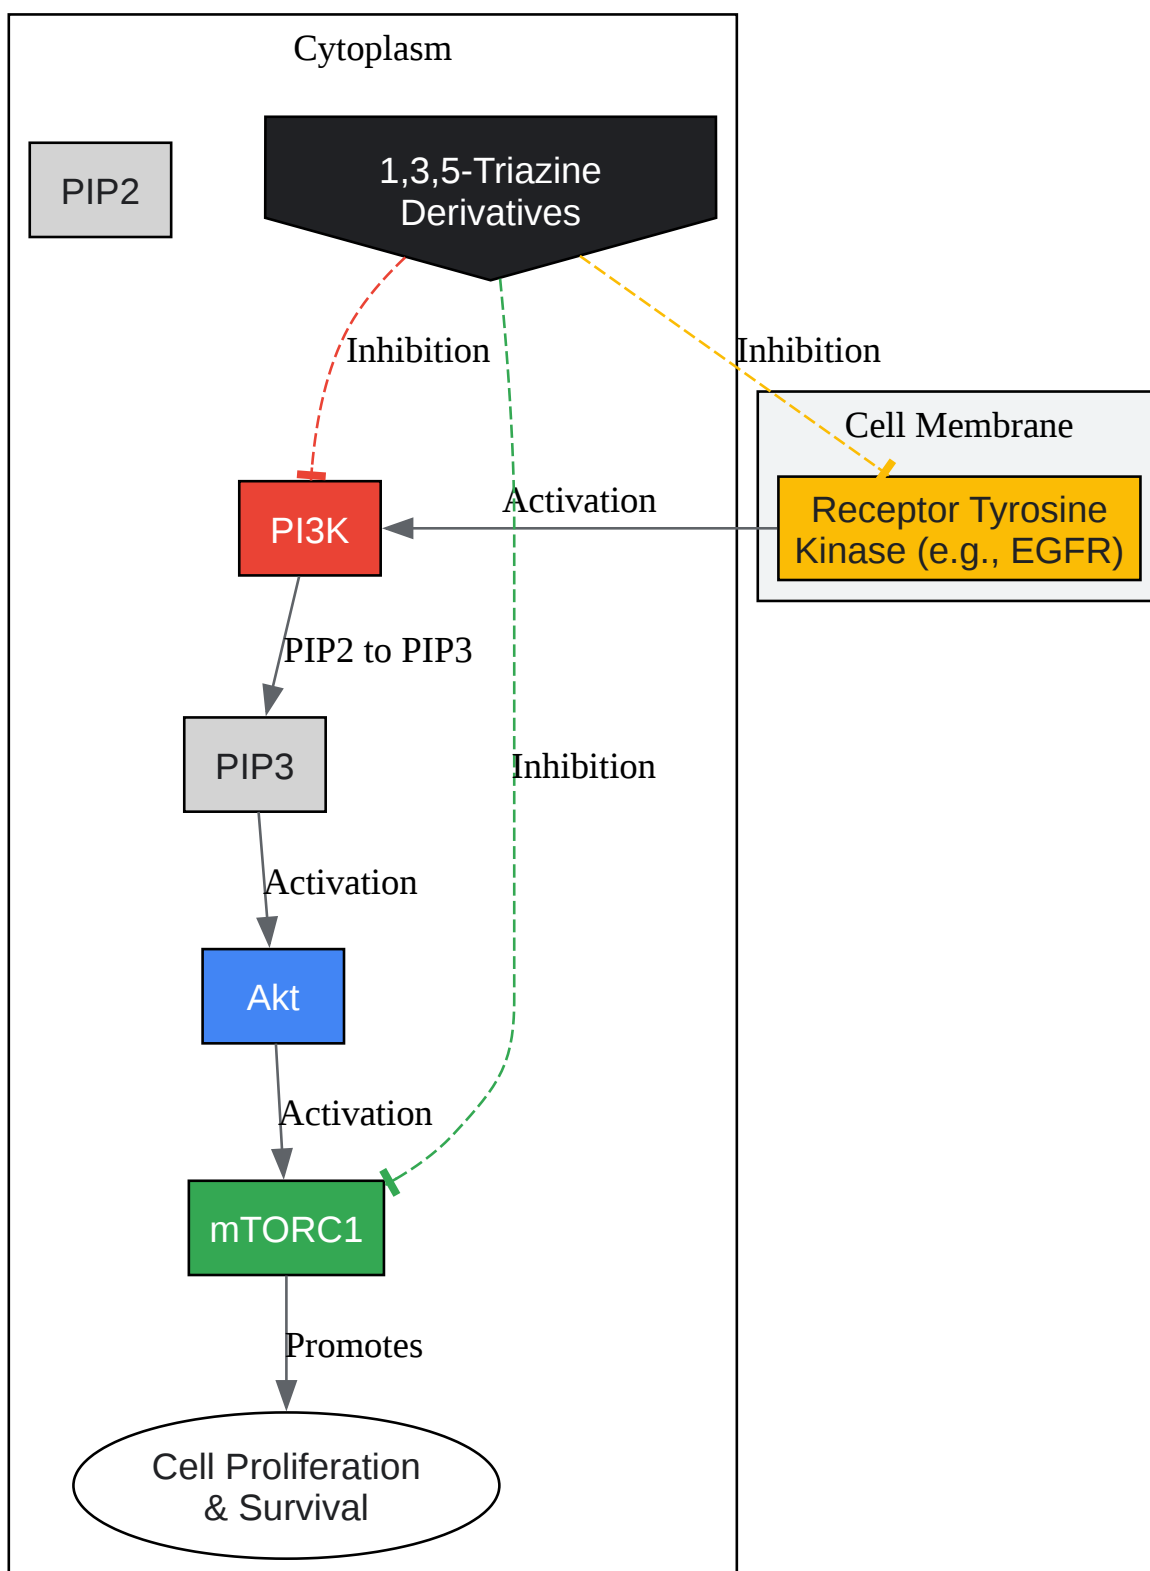 Cytoplasm
PIP2
1,3,5-Triazine
Derivatives
Inhibition
Inhibition
Cell Membrane
Activation
Receptor Tyrosine
Kinase (e.g., EGFR)
PI3K
PIP2 to PIP3
PIP3
Inhibition
Activation
Akt
Activation
mTORC1
Promotes
Cell Proliferation
& Survival